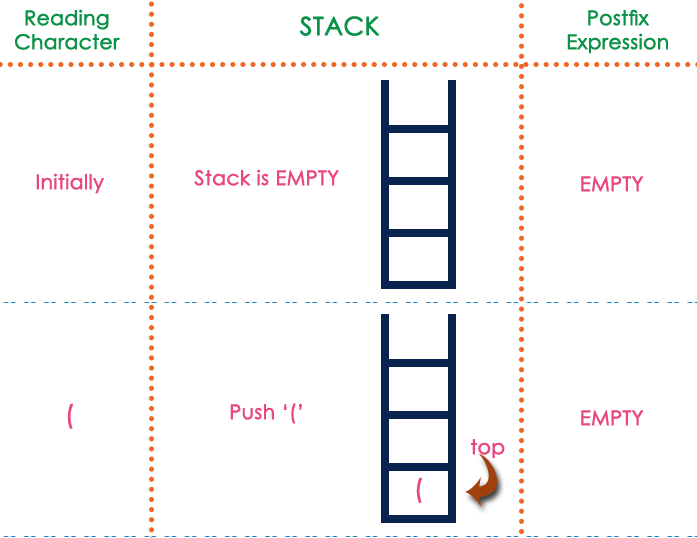 Reading
Character
STACK
Postfix
Expression
Initially
Stack is EMPTY
EMPTY
(
Push ‘(’
top
(
EMPTY